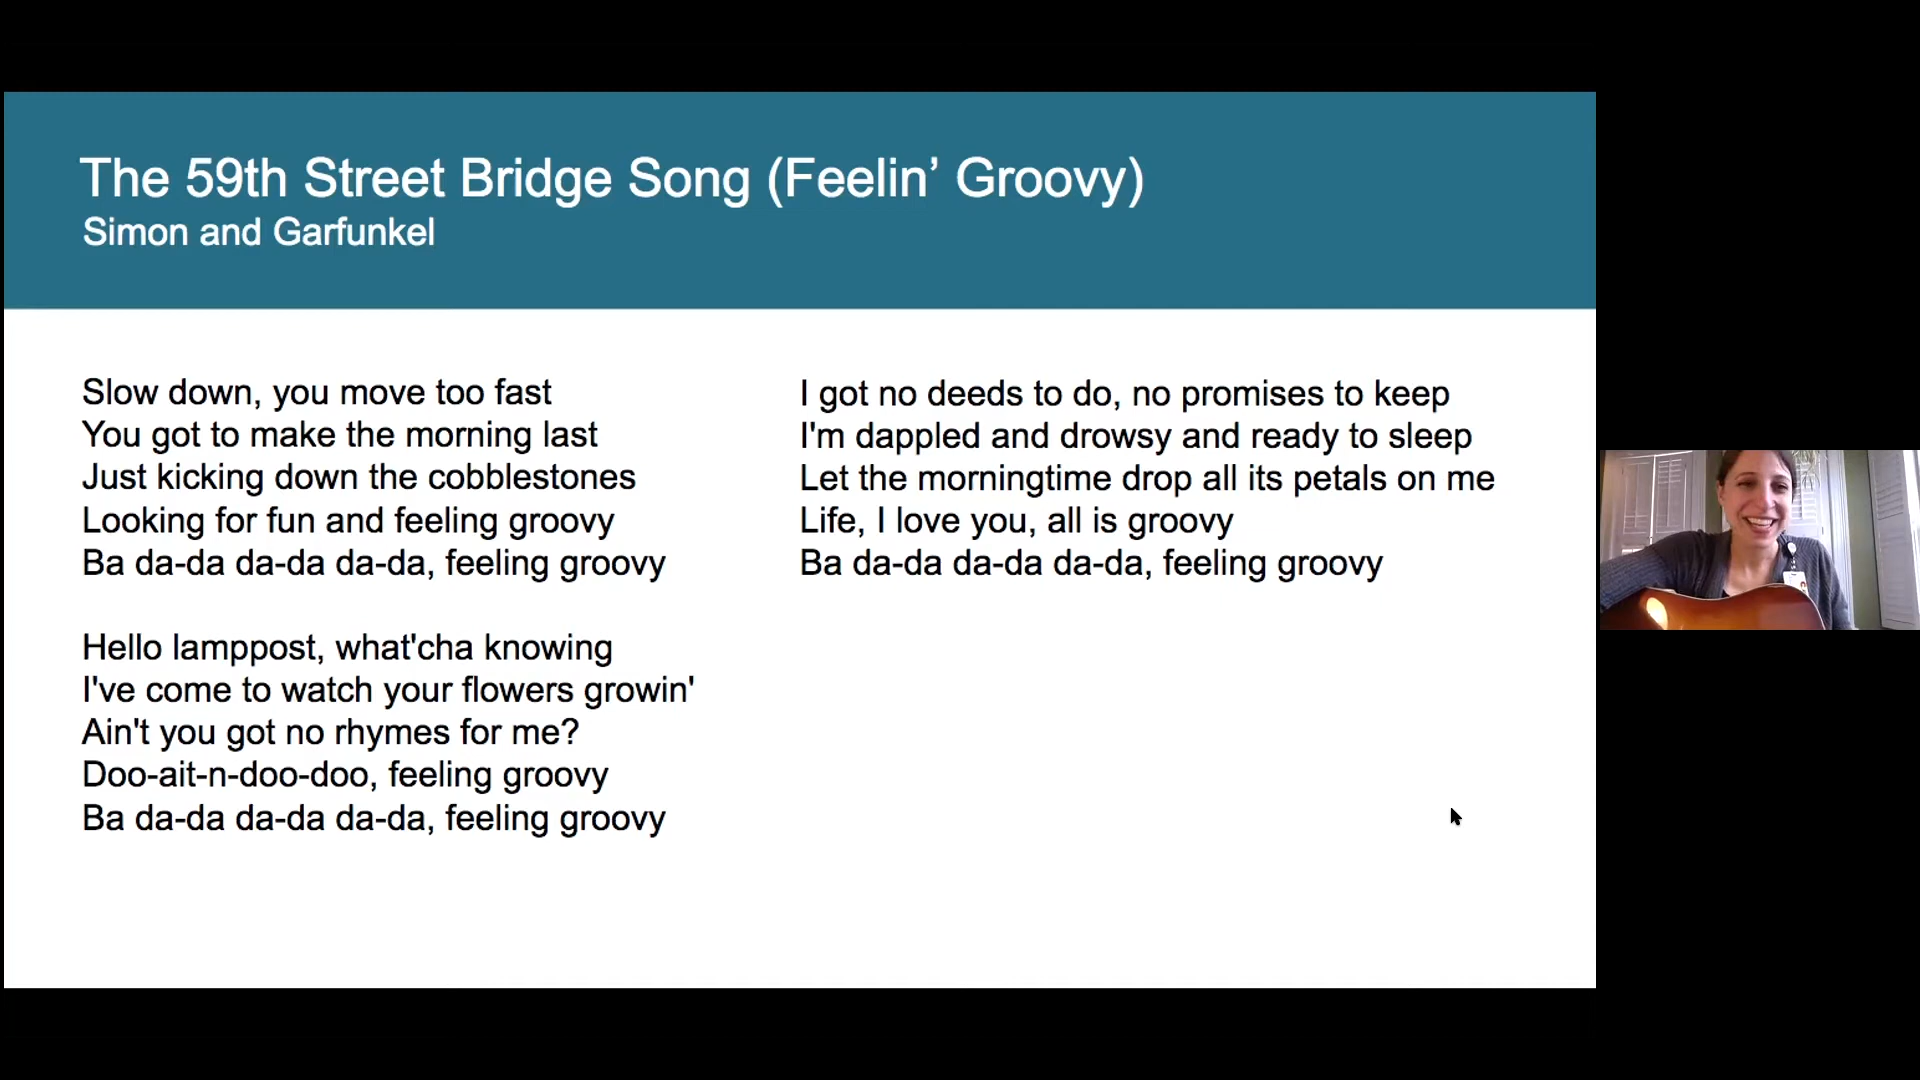 The 59th Street Bridge Song (Feelin’ Groovy)
Simon and Garfunkel
Slow down, you move too fast
You got to make the morning last
Just kicking down the cobblestones
Looking for fun and feeling groovy
Ba da-da da-da da-da, feeling groovy
Hello lamppost, what'cha knowing
I've come to watch your flowers growin'
Ain't you got no rhymes for me?
Doo-ait-n-doo-doo, feeling groovy
Ba da-da da-da da-da, feeling groovy
I got no deeds to do, no promises to keep
I'm dappled and drowsy and ready to sleep
Let the morningtime drop all its petals on me
Life, I love you, all is groovy
Ba da-da da-da da-da, feeling groovy